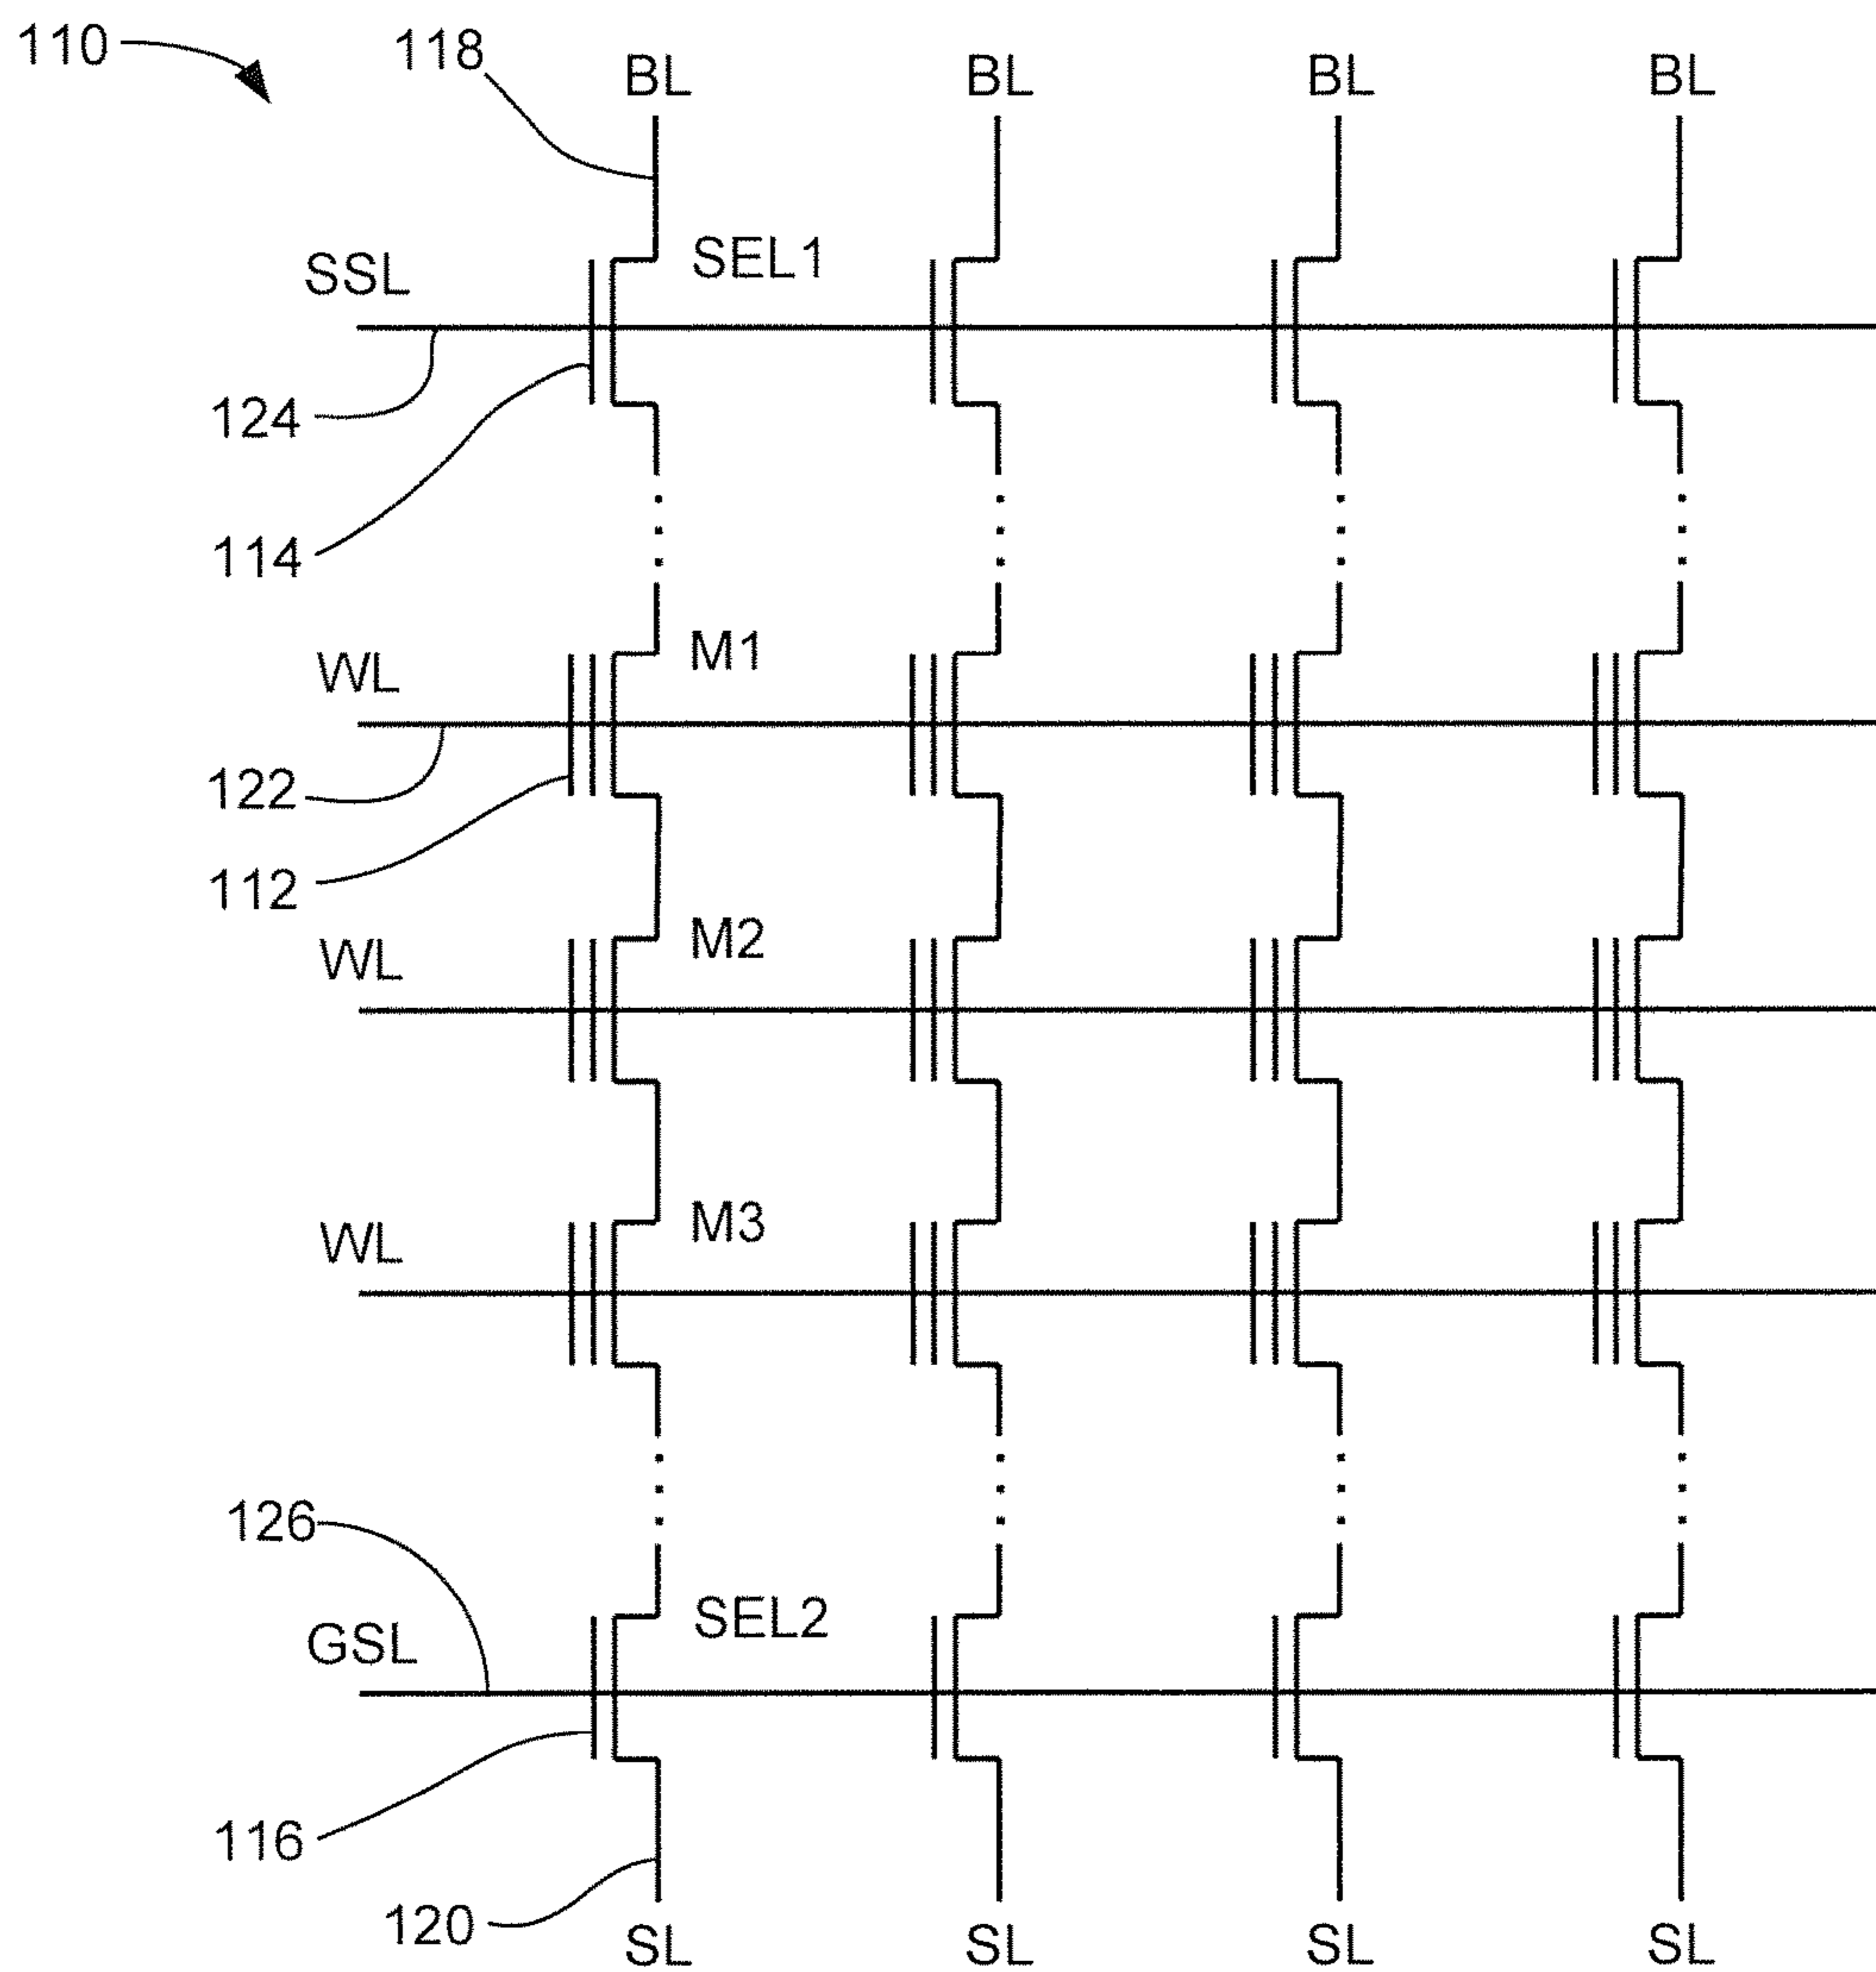 110
118
BL BL BL BL
SSL SEL1
124
114
WL M1
122
112
WL M2
WL M3
126
GSL SEL2
116
120
SL SL SL SL